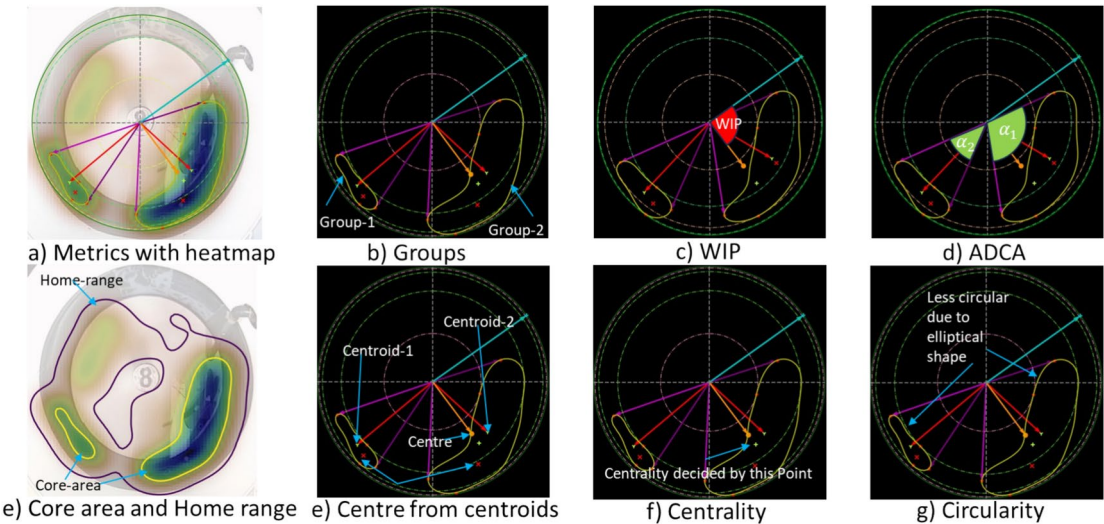 Group-1
Group-2
WIP
α2
α1
a) Metrics with heatmap
b) Groups
c) WIP
d) ADCA
Home-range
8
Core-area
Centroid-1
Centroid-2
Centre
Centrality decided by this Point
Less circular
due to
elliptical
shape
e) Core area and Home range
e) Centre from centroids
f) Centrality
g) Circularity